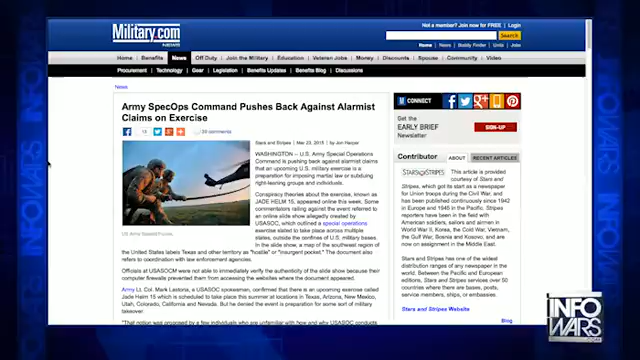 Military.com
NEWS
Not a member? Join now for FREE | Login
Search
Home | News | Buddy Finder | Units | Jobs
Home Benefits News Off Duty Join the Military Education Veteran Jobs Money Discounts Spouse Community Video
Procurement Technology Gear Legislation Benefits Updates Benefits Blog Discussions
News
Army SpecOps Command Pushes Back Against Alarmist
Claims on Exercise
comments
Stars and Stripes | Mar 23, 2015 | by Jon Harper
WASHINGTON -- U.S. Army Special Operations
Command is pushing back against alarmist claims
that an upcoming U.S. military exercise is a
preparation for imposing martial law or subduing
right-leaning groups and individuals.
Conspiracy theories about the exercise, known as
JADE HELM 15, appeared online this week. Some
commentators railing against the event referred to
an online slide show allegedly created by
USASOC, which outlined a special operations
exercise slated to take place across multiple
states, outside the confines of U.S. military bases.
In the slide show, a map of the southwest region of
the United States labels Texas and other territory as "hostile" or "insurgent pocket." The document also
refers to coordination with law enforcement agencies.
Officials at USASOCM were not able to immediately verify the authenticity of the slide show because their
computer firewalls prevented them from accessing the websites where the document appeared.
Army Lt. Col. Mark Lastoria, a USASOC spokesman, confirmed that there is an upcoming exercise called
Jade Helm 15 which is scheduled to take place this summer at locations in Texas, Arizona, New Mexico,
Utah, Colorado, California and Nevada. But he denied the event is preparation for some sort of military
takeover.
"That notion was proposed by a few individuals who are unfamiliar with how and why USASOC conducts
CONNECT
Get the
EARLY BRIEF
Newsletter
SIGN-UP
Contributor ABOUT RECENT ARTICLES
STARS AND STRIPES
This article is provided
courtesy of Stars and
Stripes, which got its start as a newspaper
for Union troops during the Civil War, and
has been published continuously since 1942
in Europe and 1945 in the Pacific. Stripes
reporters have been in the field with
American soldiers, sailors and airmen in
World War II, Korea, the Cold War, Vietnam,
the Gulf War, Bosnia and Kosovo, and are
now on assignment in the Middle East.
Stars and Stripes has one of the widest
distribution ranges of any newspaper in the
world. Between the Pacific and European
editions, Stars and Stripes services over 50
countries where there are bases, posts,
service members, ships, or embassies.
Stars and Stripes Website
Blog
INFO
WARS
.COM